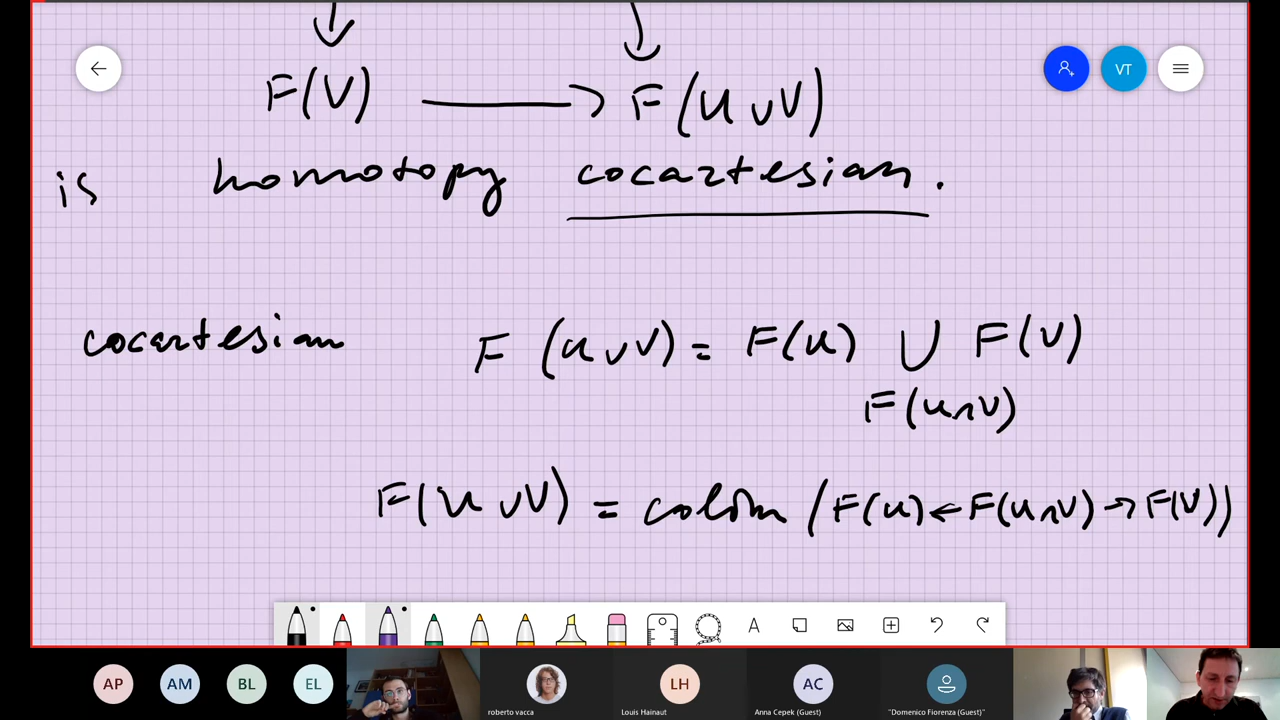 F(V) → F(U∪V)
is homotopy cocartesian.
cocartesian F(U∪V) = F(U) ∪ F(V)
F(U∩V)
F(U∪V) = colim (F(U) ← F(U∩V) → F(V))
VT
A
AP AM BL EL LH AC
roberto vacca Louis Hainaut Anna Cepek (Guest) "Domenico Fiorenza (Guest)"